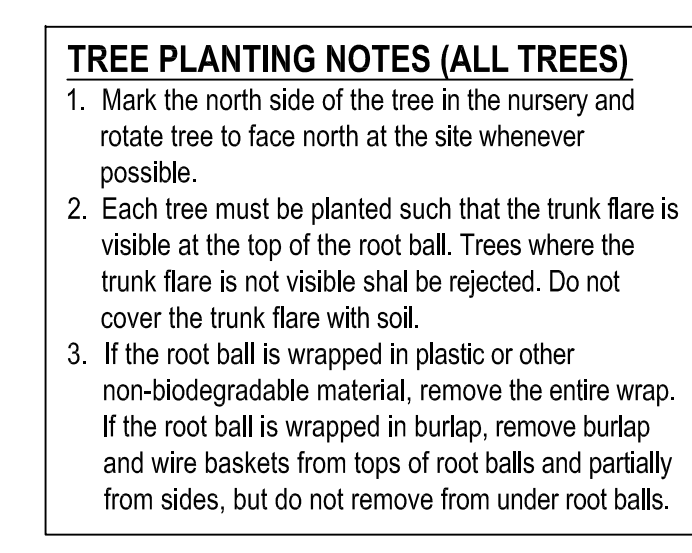 TREE PLANTING NOTES (ALL TREES)
1. Mark the north side of the tree in the nursery and
rotate tree to face north at the site whenever
possible.
2. Each tree must be planted such that the trunk flare is
visible at the top of the root ball. Trees where the
trunk flare is not visible shal be rejected. Do not
cover the trunk flare with soil.
3. If the root ball is wrapped in plastic or other
non-biodegradable material, remove the entire wrap.
If the root ball is wrapped in burlap, remove burlap
and wire baskets from tops of root balls and partially
from sides, but do not remove from under root balls.